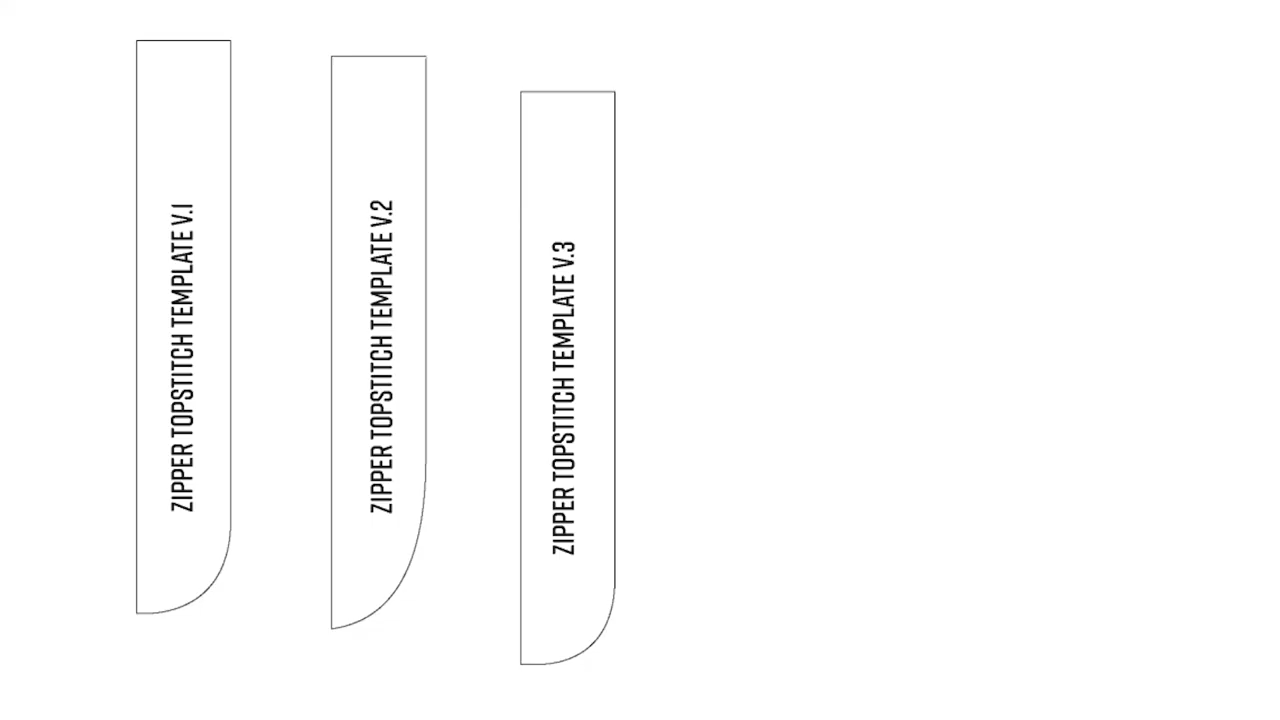 ZIPPER TOPSTITCH TEMPLATE V.1
ZIPPER TOPSTITCH TEMPLATE V.2
ZIPPER TOPSTITCH TEMPLATE V.3